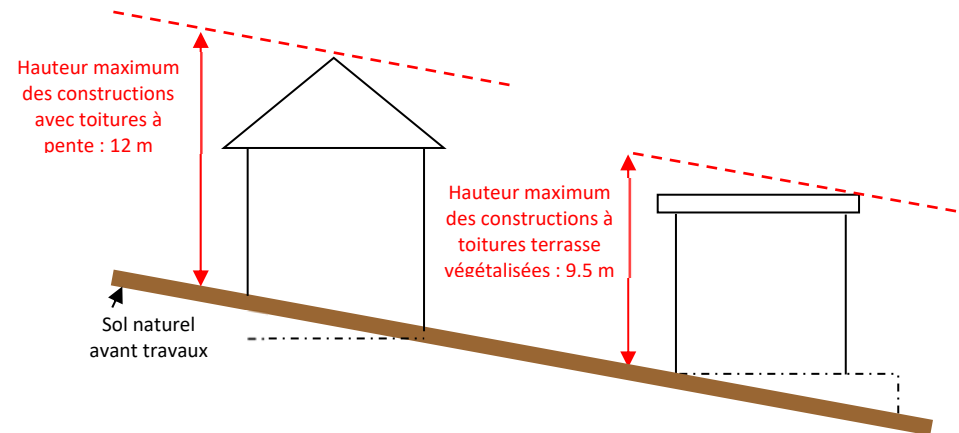 Hauteur maximum
des constructions
avec toitures à
pente : 12 m
Hauteur maximum
des constructions à
toitures terrasse
végétalisées : 9.5 m
Sol naturel
avant travaux